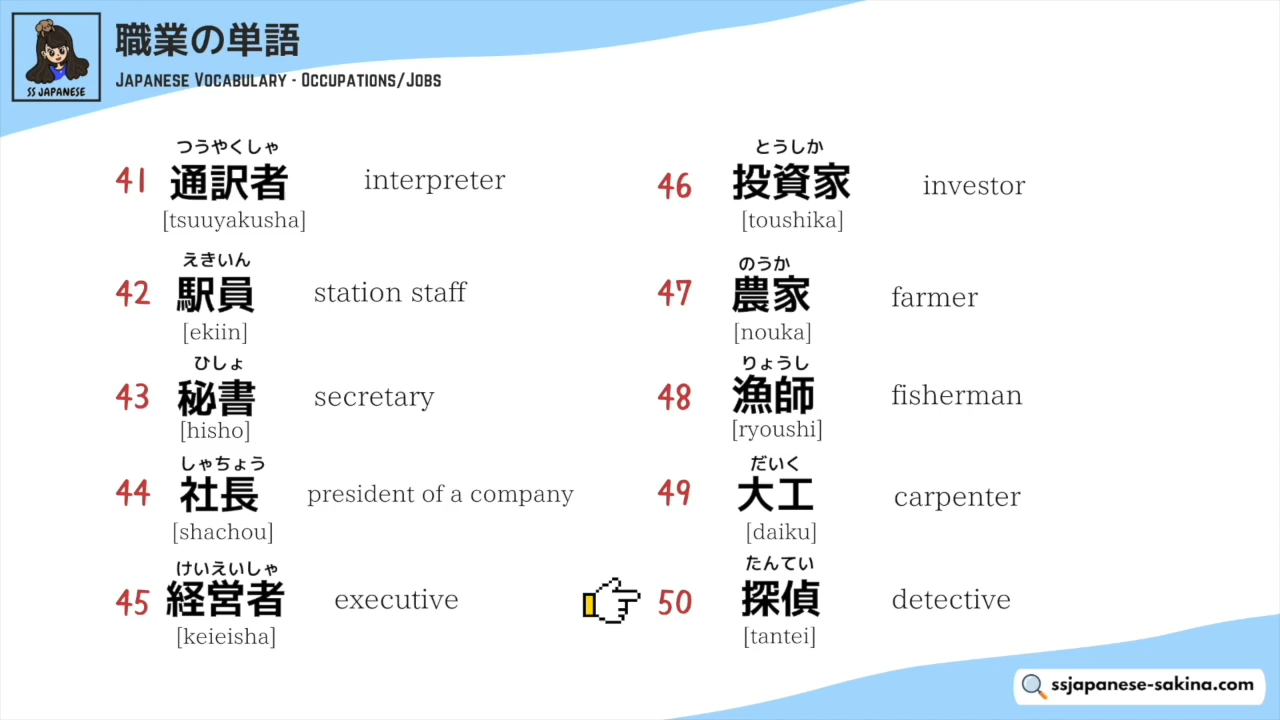 SS JAPANESE
職業の単語
JAPANESE VOCABULARY - OCCUPATIONS/JOBS
つうやくしゃ
41 通訳者 interpreter
[tsuuyakusha]
えきいん
42 駅員 station staff
[ekiin]
ひしょ
43 秘書 secretary
[hisho]
しゃちょう
44 社長 president of a company
[shachou]
けいえいしゃ
45 経営者 executive
[keieisha]
とうしか
46 投資家 investor
[toushika]
のうか
47 農家 farmer
[nouka]
りょうし
48 漁師 fisherman
[ryoushi]
だいく
49 大工 carpenter
[daiku]
たんてい
50 探偵 detective
[tantei]
ssjapanese-sakina.com